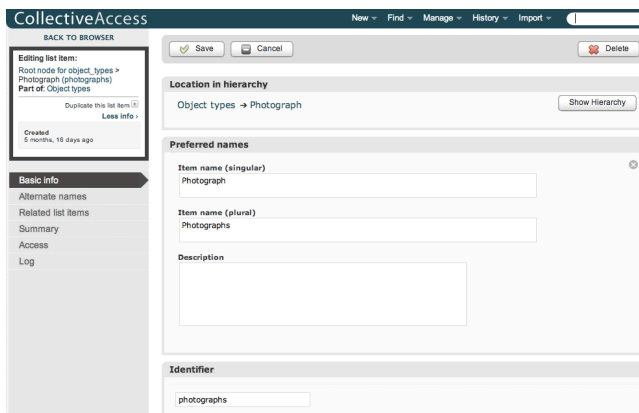 CollectiveAccess
New Find Manage History Import
BACK TO BROWSER
Editing list item:
Root node for object_types >
Photograph (photographs)
Part of: Object types
Duplicate this list item
Less info ›
Created
5 months, 16 days ago
Basic info
Alternate names
Related list items
Summary
Access
Log
Save Cancel Delete
Location in hierarchy
Object types ➔ Photograph
Show Hierarchy
Preferred names
Item name (singular)
Photograph
Item name (plural)
Photographs
Description
Identifier
photographs